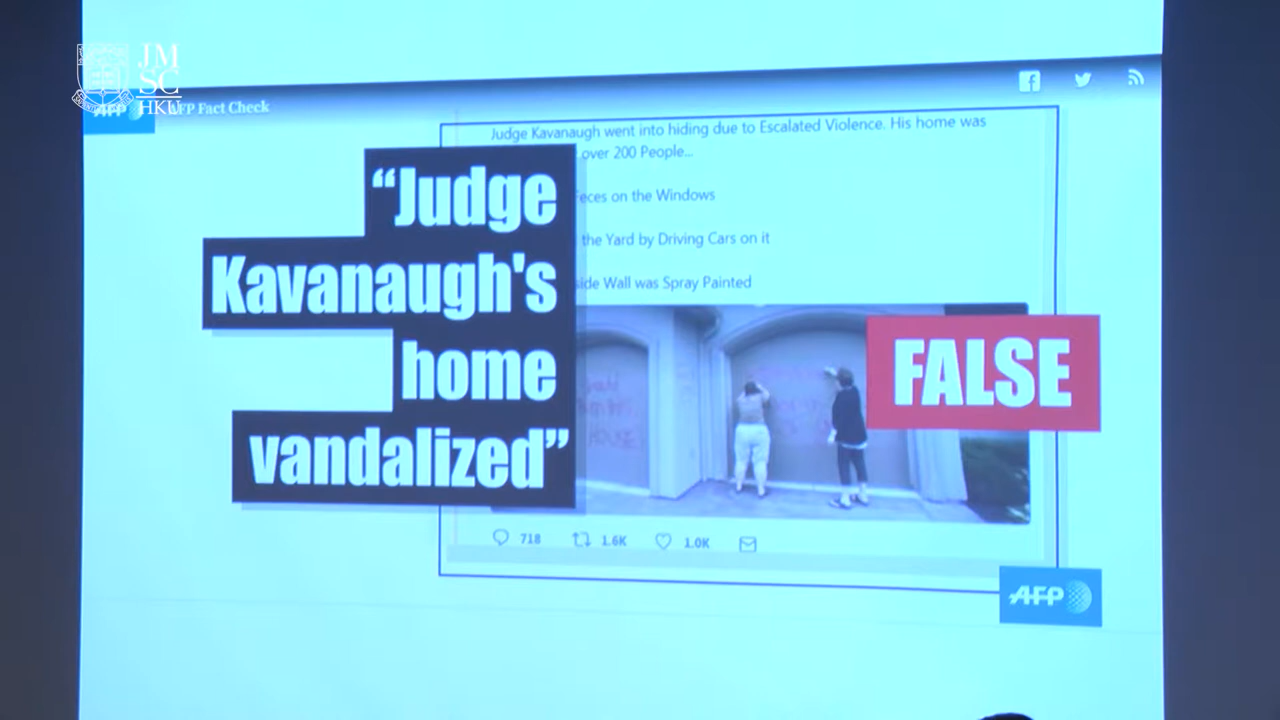 JM
SC
HKU
AFP
AFP Fact Check
Judge Kavanaugh went into hiding due to Escalated Violence. His home was
over 200 People...
Feces on the Windows
the Yard by Driving Cars on it
side Wall was Spray Painted
“Judge
Kavanaugh's
home
vandalized”
FALSE
718 1.6K 1.0K
AFP